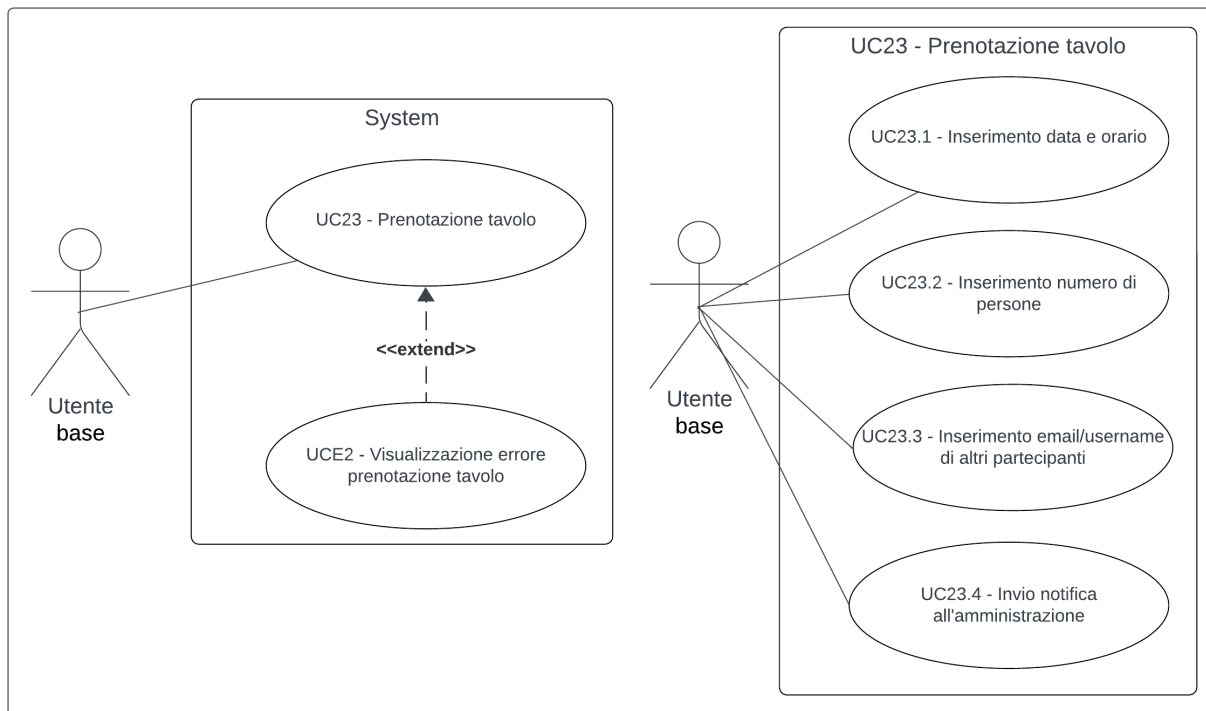 System
UC23 - Prenotazione tavolo
<<extend>>
UCE2 - Visualizzazione errore
prenotazione tavolo
Utente
base
UC23 - Prenotazione tavolo
UC23.1 - Inserimento data e orario
UC23.2 - Inserimento numero di
persone
UC23.3 - Inserimento email/username
di altri partecipanti
UC23.4 - Invio notifica
all'amministrazione
Utente
base